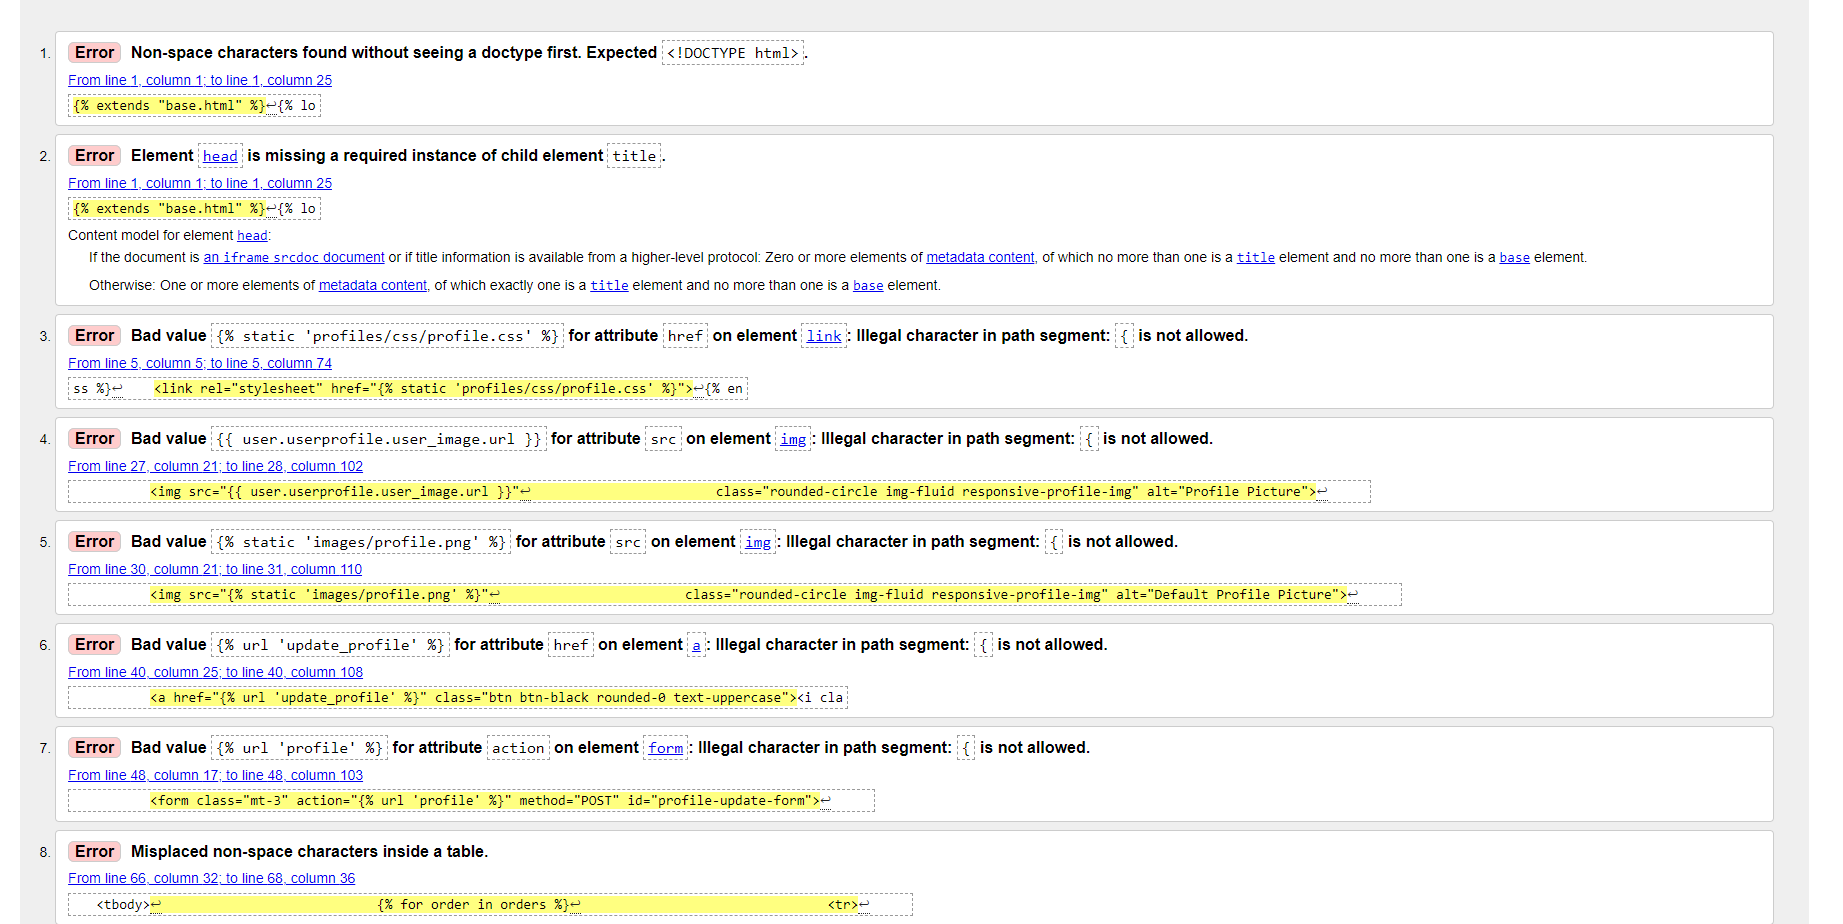 1. Error Non-space characters found without seeing a doctype first. Expected <!DOCTYPE html>.
From line 1, column 1; to line 1, column 25
{% extends "base.html" %}↩{% lo
2. Error Element head is missing a required instance of child element title.
From line 1, column 1; to line 1, column 25
{% extends "base.html" %}↩{% lo
Content model for element head:
If the document is an iframe srcdoc document or if title information is available from a higher-level protocol: Zero or more elements of metadata content, of which no more than one is a title element and no more than one is a base element.
Otherwise: One or more elements of metadata content, of which exactly one is a title element and no more than one is a base element.
3. Error Bad value {% static 'profiles/css/profile.css' %} for attribute href on element link: Illegal character in path segment: { is not allowed.
From line 5, column 5; to line 5, column 74
ss %}↩    <link rel="stylesheet" href="{% static 'profiles/css/profile.css' %}">↩{% en
4. Error Bad value {{ user.userprofile.user_image.url }} for attribute src on element img: Illegal character in path segment: { is not allowed.
From line 27, column 21; to line 28, column 102
<img src="{{ user.userprofile.user_image.url }}"↩                        class="rounded-circle img-fluid responsive-profile-img" alt="Profile Picture">↩
5. Error Bad value {% static 'images/profile.png' %} for attribute src on element img: Illegal character in path segment: { is not allowed.
From line 30, column 21; to line 31, column 110
<img src="{% static 'images/profile.png' %}"↩                        class="rounded-circle img-fluid responsive-profile-img" alt="Default Profile Picture">↩
6. Error Bad value {% url 'update_profile' %} for attribute href on element a: Illegal character in path segment: { is not allowed.
From line 40, column 25; to line 40, column 108
<a href="{% url 'update_profile' %}" class="btn btn-black rounded-0 text-uppercase"><i cla
7. Error Bad value {% url 'profile' %} for attribute action on element form: Illegal character in path segment: { is not allowed.
From line 48, column 17; to line 48, column 103
<form class="mt-3" action="{% url 'profile' %}" method="POST" id="profile-update-form">↩
8. Error Misplaced non-space characters inside a table.
From line 66, column 32; to line 68, column 36
<tbody>↩                            {% for order in orders %}↩                                <tr>↩